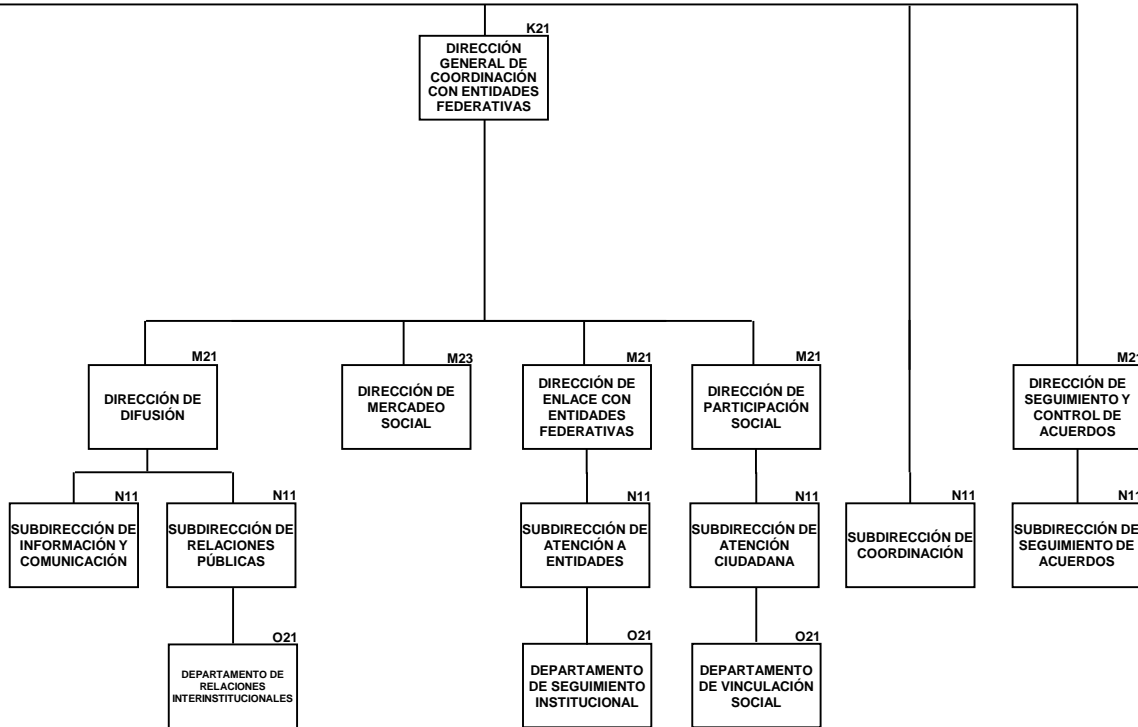 K21
DIRECCIÓN
GENERAL DE
COORDINACIÓN
CON ENTIDADES
FEDERATIVAS
M21
DIRECCIÓN DE
DIFUSIÓN
M23
DIRECCIÓN DE
MERCADEO
SOCIAL
M21
DIRECCIÓN DE
ENLACE CON
ENTIDADES
FEDERATIVAS
M21
DIRECCIÓN DE
PARTICIPACIÓN
SOCIAL
M21
DIRECCIÓN DE
SEGUIMIENTO Y
CONTROL DE
ACUERDOS
N11
SUBDIRECCIÓN DE
INFORMACIÓN Y
COMUNICACIÓN
N11
SUBDIRECCIÓN DE
RELACIONES
PÚBLICAS
N11
SUBDIRECCIÓN DE
ATENCIÓN A
ENTIDADES
N11
SUBDIRECCIÓN DE
ATENCIÓN
CIUDADANA
N11
SUBDIRECCIÓN DE
COORDINACIÓN
N11
SUBDIRECCIÓN DE
SEGUIMIENTO DE
ACUERDOS
O21
DEPARTAMENTO DE
RELACIONES
INTERINSTITUCIONALES
O21
DEPARTAMENTO
DE SEGUIMIENTO
INSTITUCIONAL
O21
DEPARTAMENTO
DE VINCULACIÓN
SOCIAL